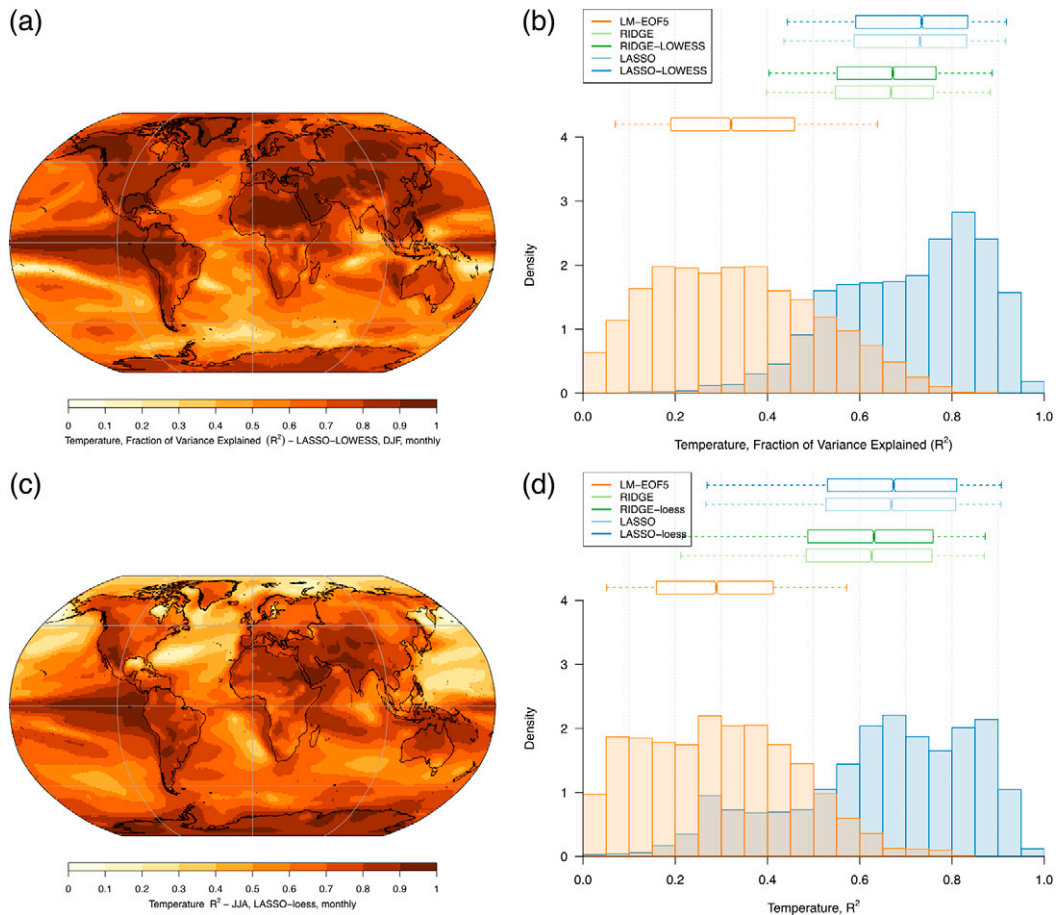 (a)
0 0.1 0.2 0.3 0.4 0.5 0.6 0.7 0.8 0.9 1
Temperature, Fraction of Variance Explained (R²) – LASSO–LOWESS, DJF, monthly
(b)
LM–EOF5
RIDGE
RIDGE–LOWESS
LASSO
LASSO–LOWESS
4
3
2
1
0
Density
0.0 0.2 0.4 0.6 0.8 1.0
Temperature, Fraction of Variance Explained (R²)
(c)
0 0.1 0.2 0.3 0.4 0.5 0.6 0.7 0.8 0.9 1
Temperature R² – JJA, LASSO–loess, monthly
(d)
LM–EOF5
RIDGE
RIDGE–loess
LASSO
LASSO–loess
4
3
2
1
0
Density
0.0 0.2 0.4 0.6 0.8 1.0
Temperature, R²